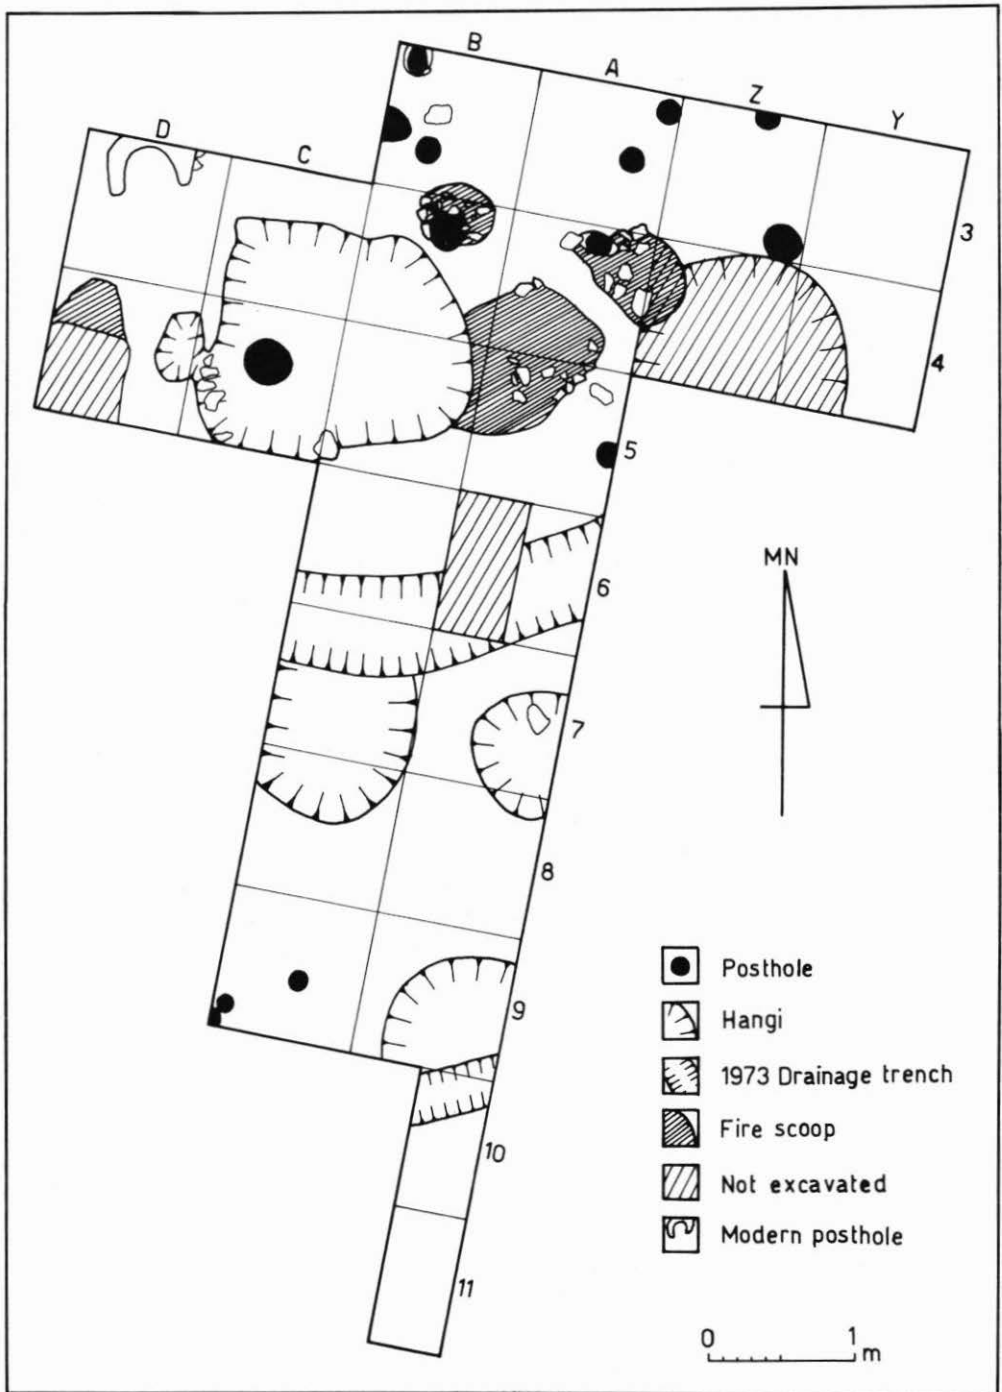 B
A
Z
Y
D
C
3
4
5
MN
6
7
8
9
10
11
Posthole
Hangi
1973 Drainage trench
Fire scoop
Not excavated
Modern posthole
0 1
m